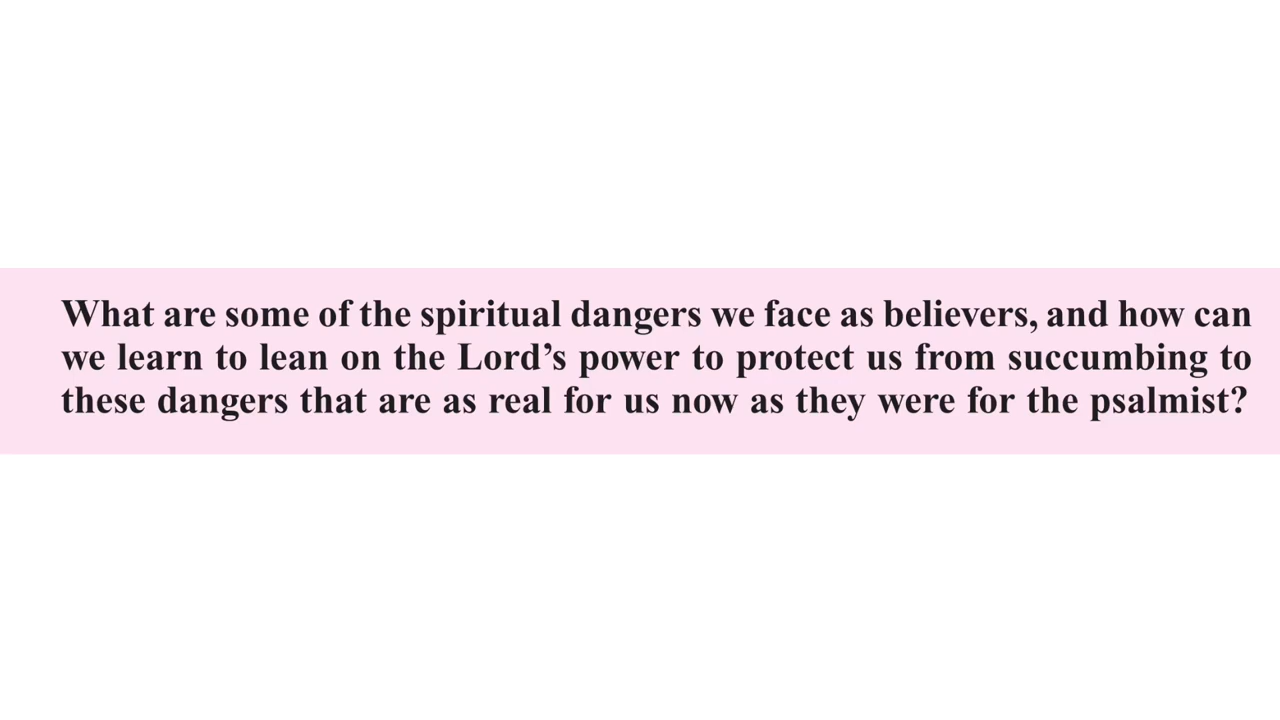 What are some of the spiritual dangers we face as believers, and how can
we learn to lean on the Lord’s power to protect us from succumbing to
these dangers that are as real for us now as they were for the psalmist?